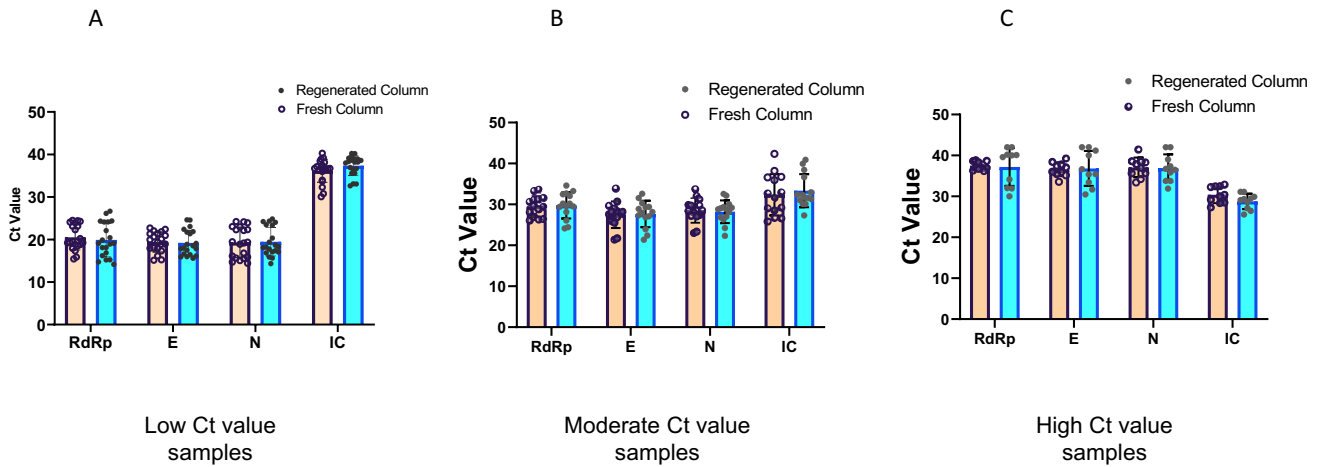 A
B
C
Regenerated Column
Fresh Column
50
40
30
20
10
0
Ct Value
RdRp
E
N
IC
Low Ct value
samples
Regenerated Column
Fresh Column
50
40
30
20
10
0
Ct Value
RdRp
E
N
IC
Moderate Ct value
samples
Regenerated Column
Fresh Column
50
40
30
20
10
0
Ct Value
RdRp
E
N
IC
High Ct value
samples